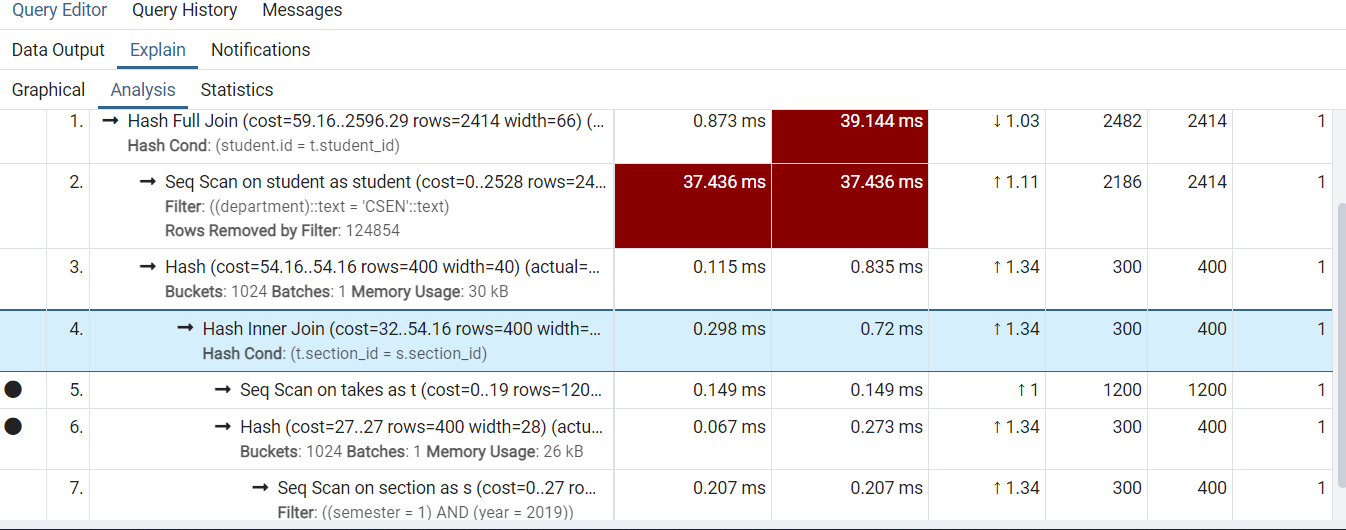 Query Editor Query History Messages
Data Output Explain Notifications
Graphical Analysis Statistics
1. → Hash Full Join (cost=59.16..2596.29 rows=2414 width=66) (... 0.873 ms 39.144 ms ↓ 1.03 2482 2414 1
Hash Cond: (student.id = t.student_id)
2. → Seq Scan on student as student (cost=0..2528 rows=24... 37.436 ms 37.436 ms ↑ 1.11 2186 2414 1
Filter: ((department)::text = 'CSEN'::text)
Rows Removed by Filter: 124854
3. → Hash (cost=54.16..54.16 rows=400 width=40) (actual=... 0.115 ms 0.835 ms ↑ 1.34 300 400 1
Buckets: 1024 Batches: 1 Memory Usage: 30 kB
4. → Hash Inner Join (cost=32..54.16 rows=400 width=... 0.298 ms 0.72 ms ↑ 1.34 300 400 1
Hash Cond: (t.section_id = s.section_id)
5. → Seq Scan on takes as t (cost=0..19 rows=120... 0.149 ms 0.149 ms ↑ 1 1200 1200 1
6. → Hash (cost=27..27 rows=400 width=28) (actu... 0.067 ms 0.273 ms ↑ 1.34 300 400 1
Buckets: 1024 Batches: 1 Memory Usage: 26 kB
7. → Seq Scan on section as s (cost=0..27 ro... 0.207 ms 0.207 ms ↑ 1.34 300 400 1
Filter: ((semester = 1) AND (year = 2019))